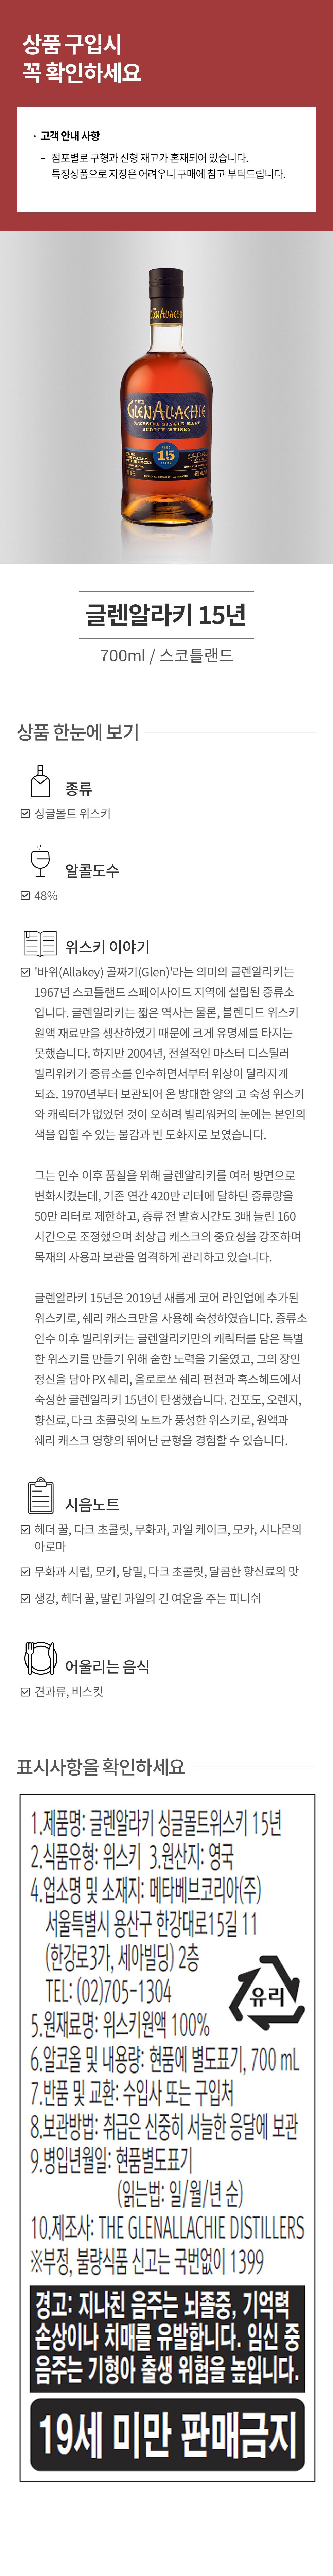 상품 구입시
꼭 확인하세요
· 고객 안내 사항
- 점포별로 구형과 신형 재고가 혼재되어 있습니다.
특정상품으로 지정은 어려우니 구매에 참고 부탁드립니다.
GLENALLACHIE
THE
GLENALLACHIE
SPEYSIDE SINGLE MALT
SCOTCH WHISKY
AGED
15
YEARS
글렌알라키 15년
700ml / 스코틀랜드
상품 한눈에 보기
종류
싱글몰트 위스키
알콜도수
48%
위스키 이야기
'바위(Allakey) 골짜기(Glen)'라는 의미의 글렌알라키는
1967년 스코틀랜드 스페이사이드 지역에 설립된 증류소
입니다. 글렌알라키는 짧은 역사는 물론, 블렌디드 위스키
원액 재료만을 생산하였기 때문에 크게 유명세를 타지는
못했습니다. 하지만 2004년, 전설적인 마스터 디스틸러
빌리워커가 증류소를 인수하면서부터 위상이 달라지게
되죠. 1970년부터 보관되어 온 방대한 양의 고 숙성 위스키
와 캐릭터가 없었던 것이 오히려 빌리워커의 눈에는 본인의
색을 입힐 수 있는 물감과 빈 도화지로 보였습니다.
그는 인수 이후 품질을 위해 글렌알라키를 여러 방면으로
변화시켰는데, 기존 연간 420만 리터에 달하던 증류량을
50만 리터로 제한하고, 증류 전 발효시간도 3배 늘린 160
시간으로 조정했으며 최상급 캐스크의 중요성을 강조하며
목재의 사용과 보관을 엄격하게 관리하고 있습니다.
글렌알라키 15년은 2019년 새롭게 코어 라인업에 추가된
위스키로, 쉐리 캐스크만을 사용해 숙성하였습니다. 증류소
인수 이후 빌리워커는 글렌알라키만의 캐릭터를 담은 특별
한 위스키를 만들기 위해 숱한 노력을 기울였고, 그의 장인
정신을 담아 PX 쉐리, 올로로쏘 쉐리 펀천과 혹스헤드에서
숙성한 글렌알라키 15년이 탄생했습니다. 건포도, 오렌지,
향신료, 다크 초콜릿의 노트가 풍성한 위스키로, 원액과
쉐리 캐스크 영향의 뛰어난 균형을 경험할 수 있습니다.
시음노트
헤더 꿀, 다크 초콜릿, 무화과, 과일 케이크, 모카, 시나몬의
아로마
무화과 시럽, 모카, 당밀, 다크 초콜릿, 달콤한 향신료의 맛
생강, 헤더 꿀, 말린 과일의 긴 여운을 주는 피니쉬
어울리는 음식
견과류, 비스킷
표시사항을 확인하세요
1.제품명: 글렌알라키 싱글몰트위스키 15년
2.식품유형: 위스키 3.원산지: 영국
4.업소명 및 소재지: 메타베브코리아(주)
서울특별시 용산구 한강대로15길 11
(한강로3가, 세아빌딩) 2층
TEL: (02)705-1304
유리
5.원재료명: 위스키원액 100%
6.알코올 및 내용량: 현품에 별도표기, 700 mL
7.반품 및 교환: 수입사 또는 구입처
8.보관방법: 취급은 신중히 서늘한 응달에 보관
9.병입년월일: 현품별도표기
(읽는법: 일/월/년 순)
10.제조사: THE GLENALLACHIE DISTILLERS
※부정, 불량식품 신고는 국번없이 1399
경고: 지나친 음주는 뇌졸중, 기억력
손상이나 치매를 유발합니다. 임신 중
음주는 기형아 출생 위험을 높입니다.
19세 미만 판매금지